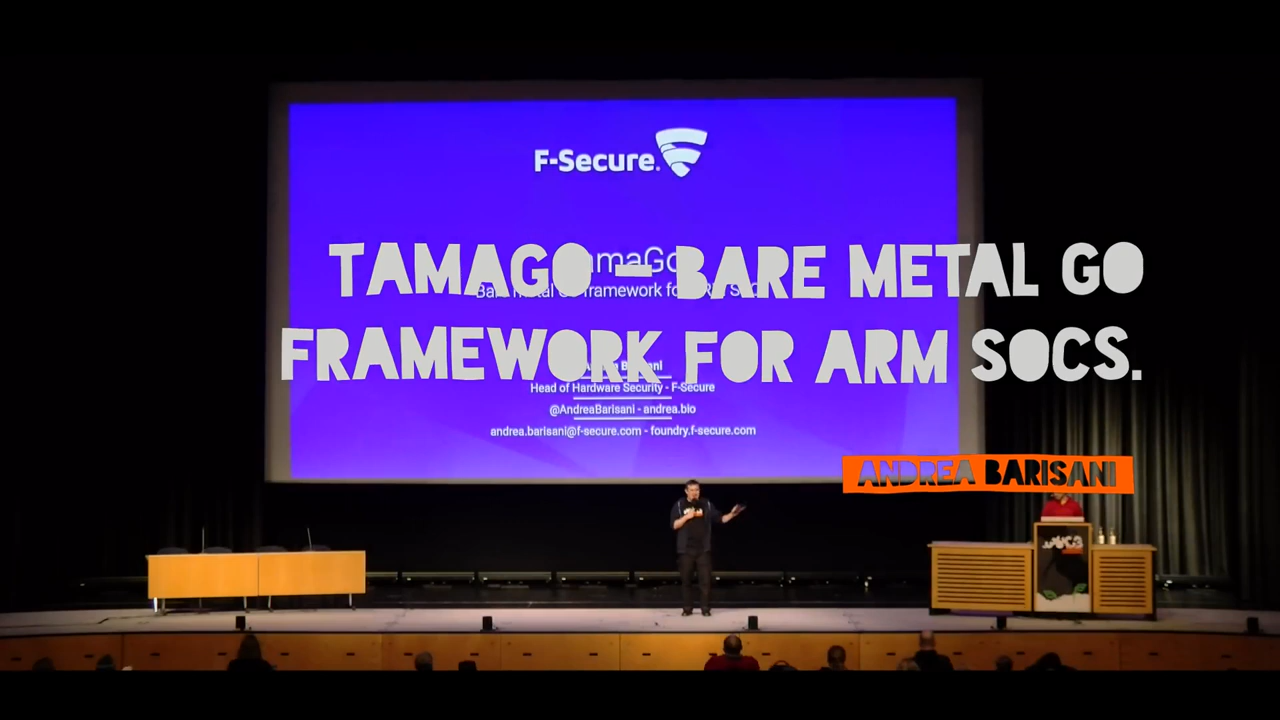 F-Secure.
TAMAGO - BARE METAL GO
FRAMEWORK FOR ARM SOCS.
Head of Hardware Security - F-Secure
@AndreaBarisani - andrea.bio
andrea.barisani@f-secure.com - foundry.f-secure.com
ANDREA BARISANI